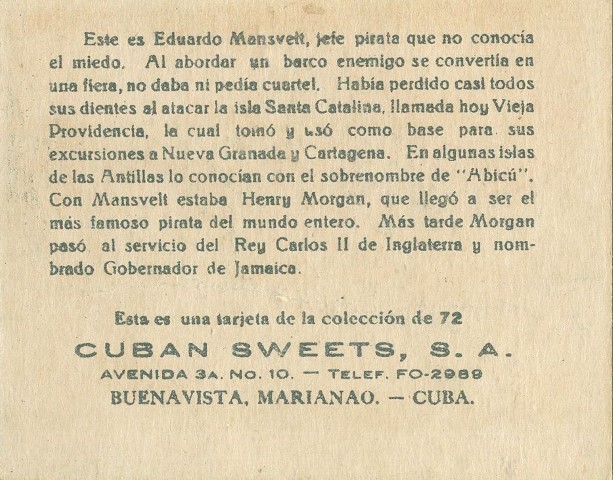 Este es Eduardo Mansvelt, jefe pirata que no conocía
el miedo. Al abordar un barco enemigo se convertía en
una fiera, no daba ni pedía cuartel. Había perdido casi todos
sus dientes al atacar la isla Santa Catalina, llamada hoy Vieja
Providencia, la cual tomó y usó como base para sus
excursiones a Nueva Granada y Cartagena. En algunas islas
de las Antillas lo conocían con el sobrenombre de "Abicú".
Con Mansvelt estaba Henry Morgan, que llegó a ser el
más famoso pirata del mundo entero. Más tarde Morgan
pasó al servicio del Rey Carlos II de Inglaterra y nom-
brado Gobernador de Jamaica.
Esta es una tarjeta de la colección de 72
CUBAN SWEETS, S. A.
AVENIDA 3A. NO. 10. — TELEF. FO-2989
BUENAVISTA, MARIANAO. — CUBA.